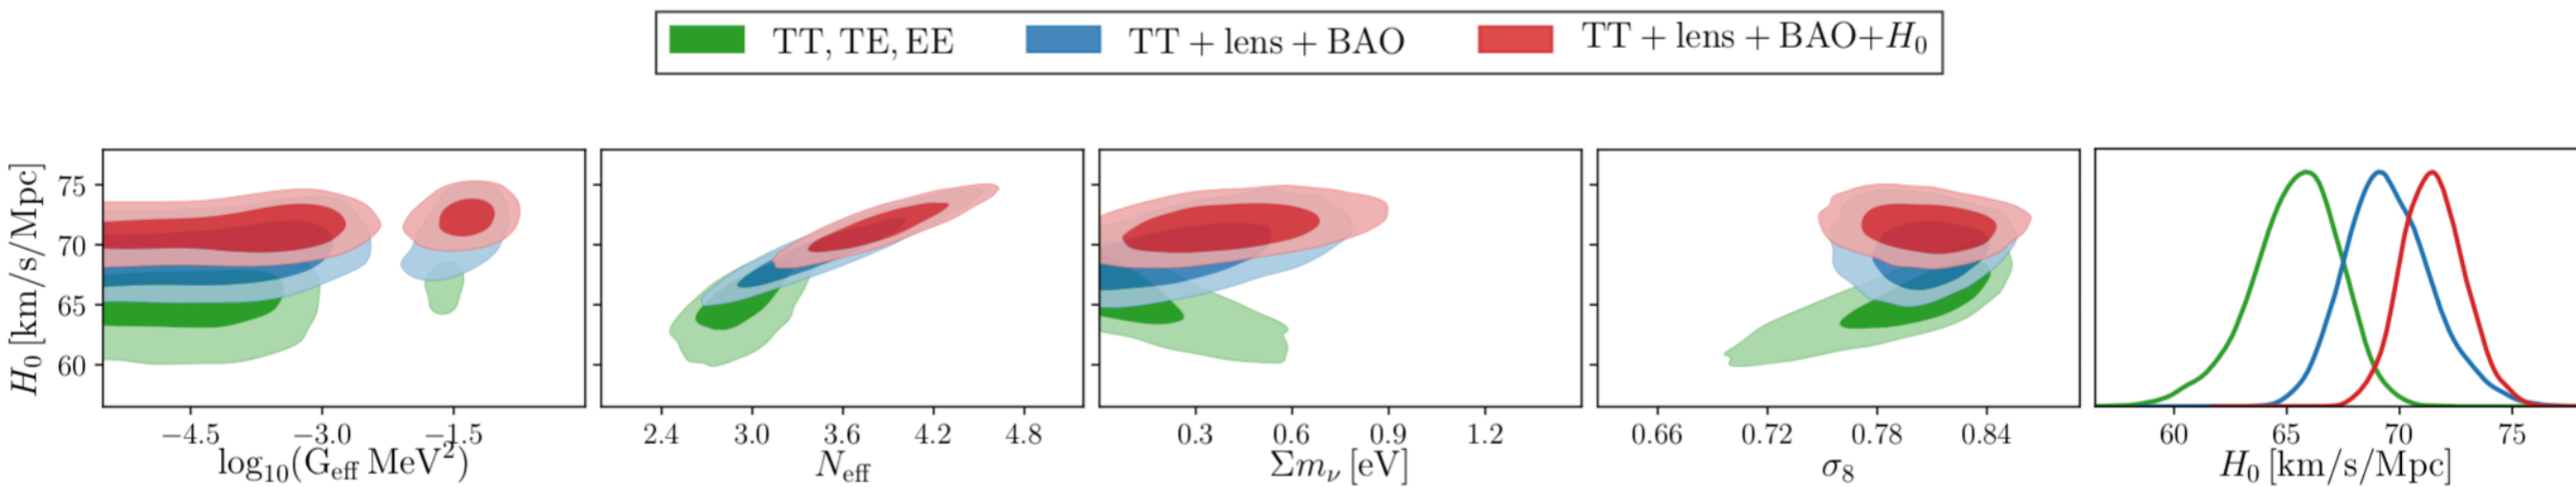 TT, TE, EE TT + lens + BAO TT + lens + BAO+H₀
H₀ [km/s/Mpc]
75
70
65
60
−4.5 −3.0 −1.5 2.4 3.0 3.6 4.2 4.8 0.3 0.6 0.9 1.2 0.66 0.72 0.78 0.84 60 65 70 75
log₁₀(G_eff MeV²) N_eff Σm_ν [eV] σ₈ H₀ [km/s/Mpc]